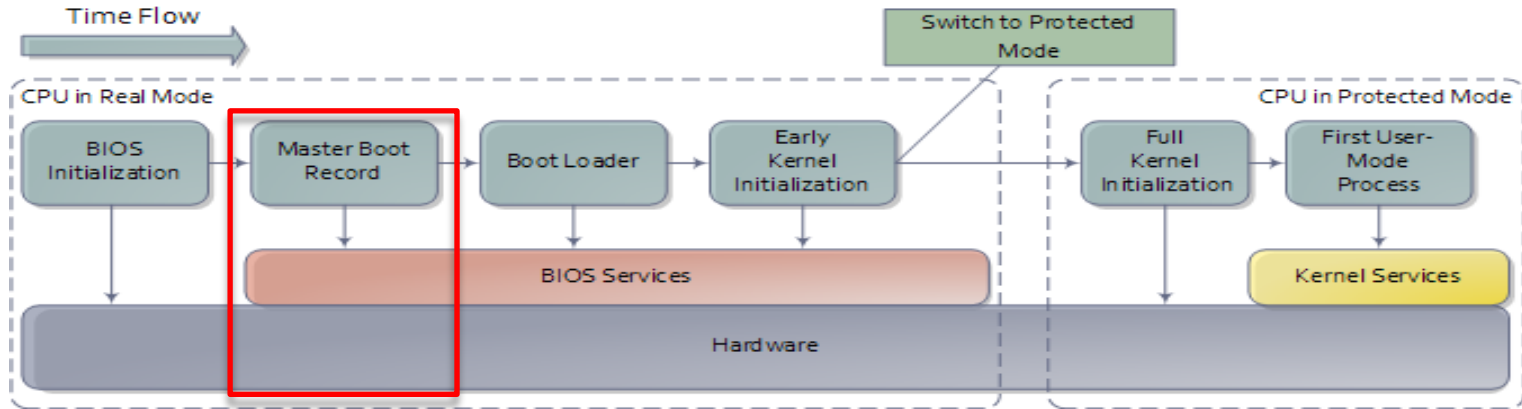 Time Flow
Switch to Protected
Mode
CPU in Real Mode
CPU in Protected Mode
BIOS
Initialization
Master Boot
Record
Boot Loader
Early
Kernel
Initialization
Full
Kernel
Initialization
First User-
Mode
Process
BIOS Services
Kernel Services
Hardware